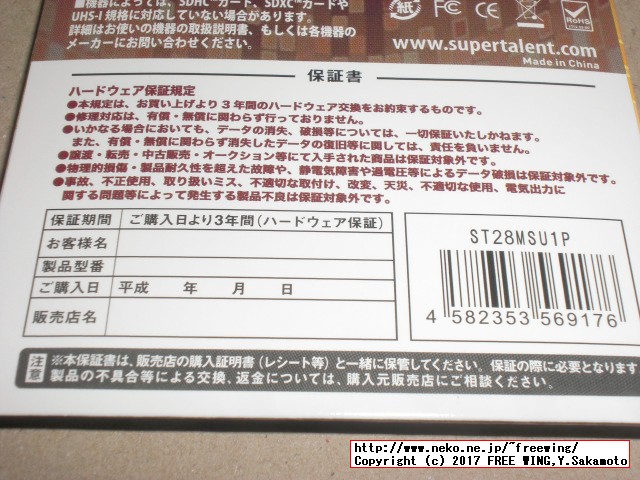 ■機器によっては、SDHC™カード、SDXC™カードや
UHS-I 規格に対応していない場合があります。
詳細はお使いの機器の取扱説明書、もしくは各機器の
メーカーにお問い合わせください。
紙
FC
CE
RoHS
www.supertalent.com
Made in China
保証書
ハードウェア保証規定
●本規定は、お買い上げより３年間のハードウェア交換をお約束するものです。
●修理対応は、有償・無償に関わらず行っておりません。
●いかなる場合においても、データの消失、破損等については、一切保証いたしかねます。
また、有償・無償に関わらず消失したデータの復旧等に関しては、責任を負いません。
●譲渡・転売・中古販売・オークション等にて入手された商品は保証対象外です。
●物理的損傷・製品耐久性を超えた故障や、静電気障害や過電圧等によるデータ破損は保証対象外です。
●事故、不正使用、取り扱いミス、不適切な取付け、改変、天災、不適切な使用、電気出力に
関する問題等によって発生する製品不良は保証対象外です。
保証期間 ご購入日より3年間(ハードウェア保証)
お客様名
製品型番
ご購入日 平成 年 月 日
販売店名
ST28MSU1P
4 582353 569176
注意
※本保証書は、販売店の購入証明書（レシート等）と一緒に保管してください。保証の際に必要となります
製品の不具合等による交換、返金については、購入元販売店にご相談ください。
http://www.neko.ne.jp/~freewing/
Copyright (c) 2017 FREE WING,Y.Sakamoto